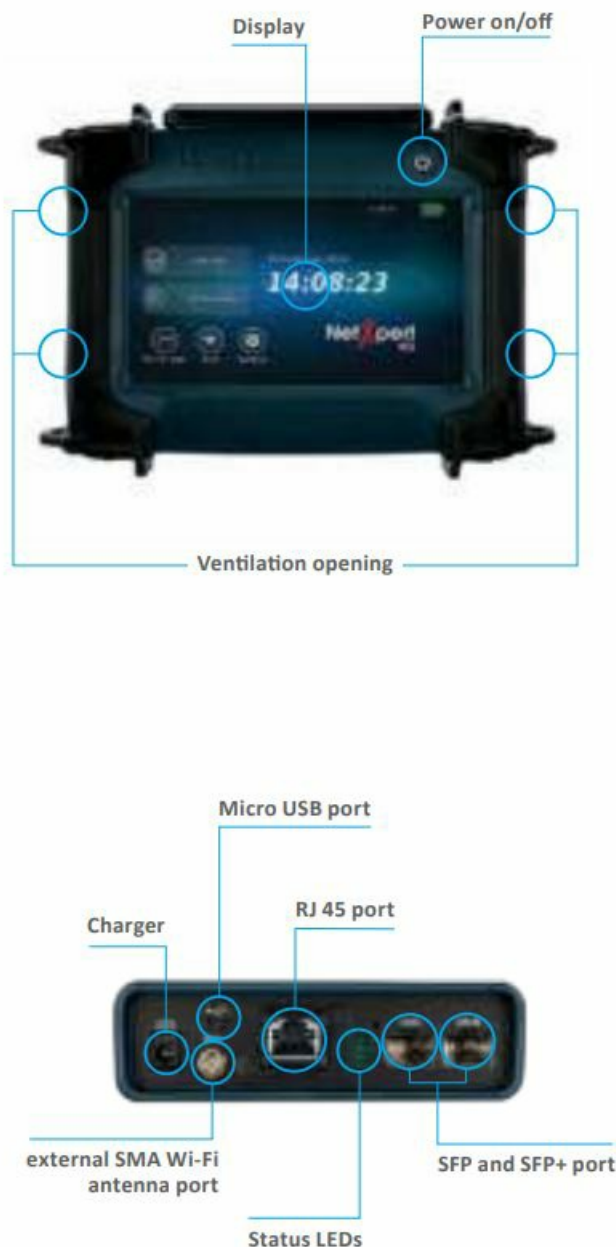 Display
Power on/off
14:08:23
NetXpert
Ventilation opening
Micro USB port
RJ 45 port
Charger
external SMA Wi-Fi
antenna port
SFP and SFP+ port
Status LEDs